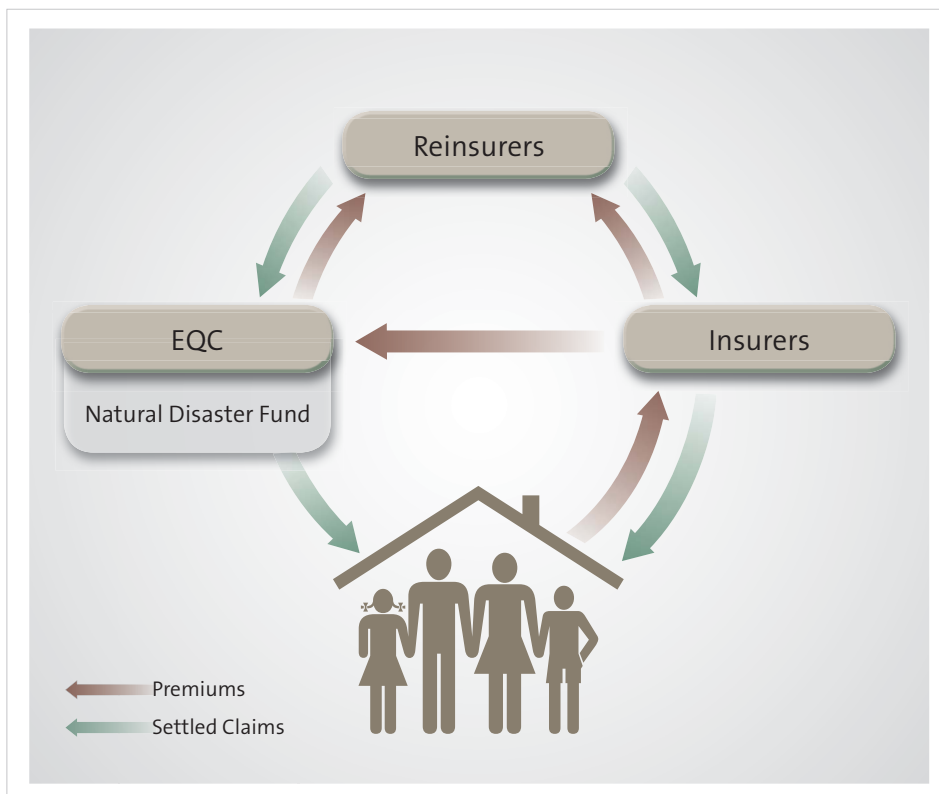 Reinsurers
EQC
Insurers
Natural Disaster Fund
Premiums
Settled Claims